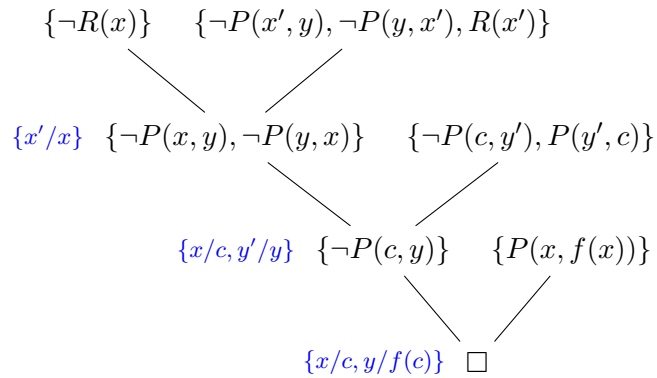 {¬R(x)} {¬P(x′, y), ¬P(y, x′), R(x′)}
{x′/x} {¬P(x, y), ¬P(y, x)} {¬P(c, y′), P(y′, c)}
{x/c, y′/y} {¬P(c, y)} {P(x, f(x))}
{x/c, y/f(c)} □